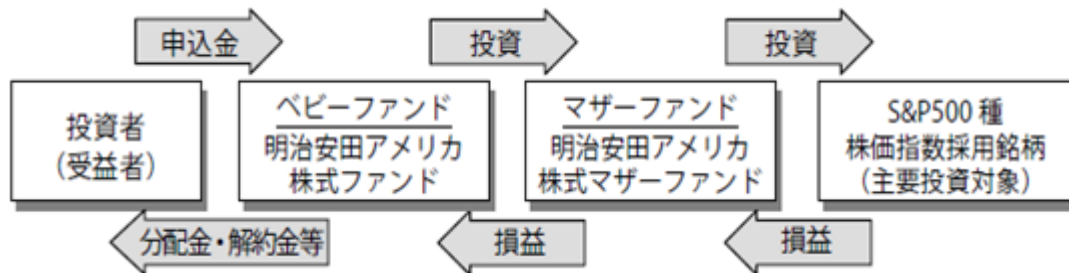 申込金
投資
投資
投資者
(受益者)
ベビーファンド
明治安田アメリカ
株式ファンド
マザーファンド
明治安田アメリカ
株式マザーファンド
S&P500 種
株価指数採用銘柄
(主要投資対象)
分配金・解約金等
損益
損益